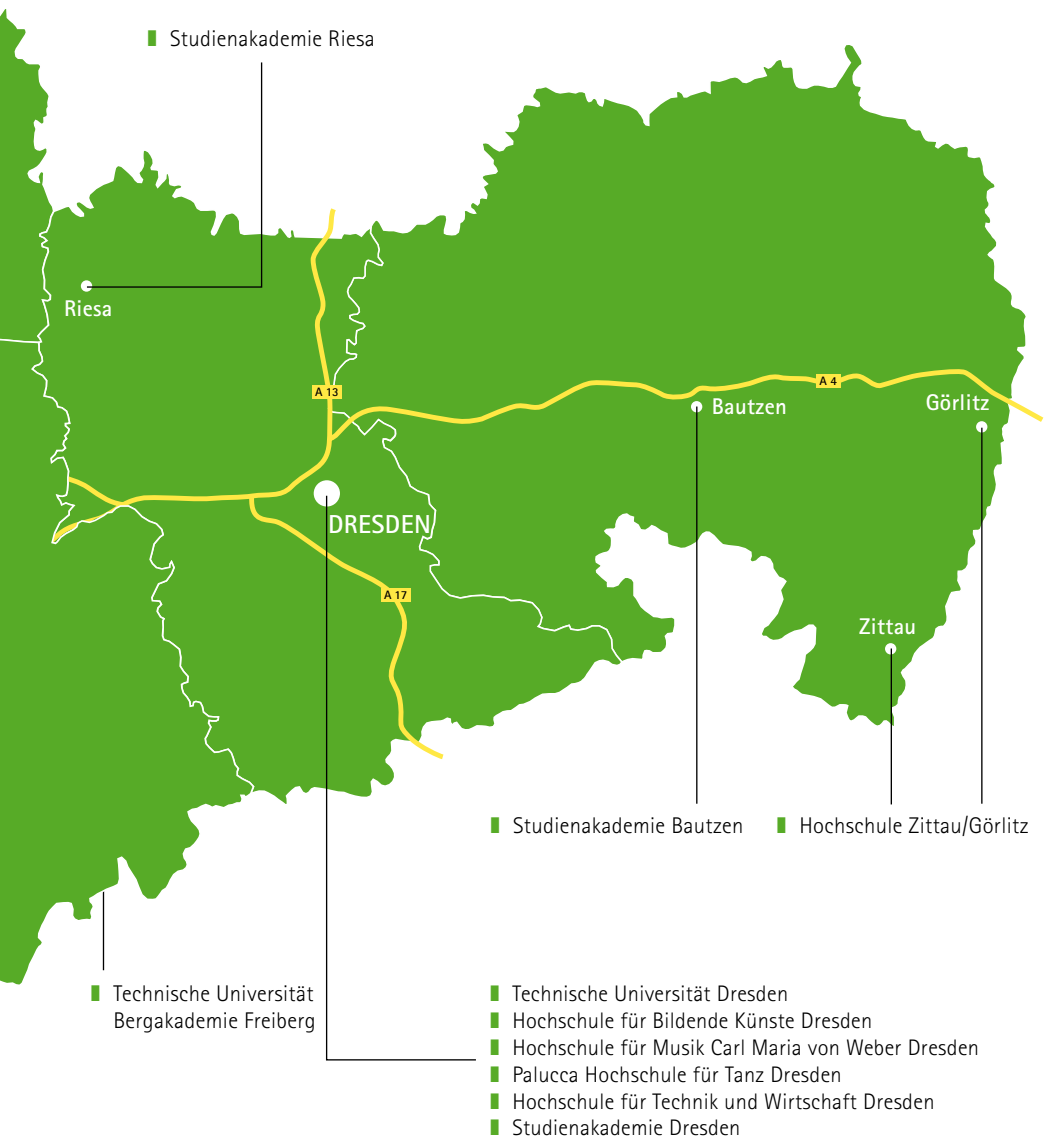 Studienakademie Riesa
Riesa
A 13
A 4
Bautzen
Görlitz
DRESDEN
A 17
Zittau
Studienakademie Bautzen
Hochschule Zittau/Görlitz
Technische Universität
Bergakademie Freiberg
Technische Universität Dresden
Hochschule für Bildende Künste Dresden
Hochschule für Musik Carl Maria von Weber Dresden
Palucca Hochschule für Tanz Dresden
Hochschule für Technik und Wirtschaft Dresden
Studienakademie Dresden